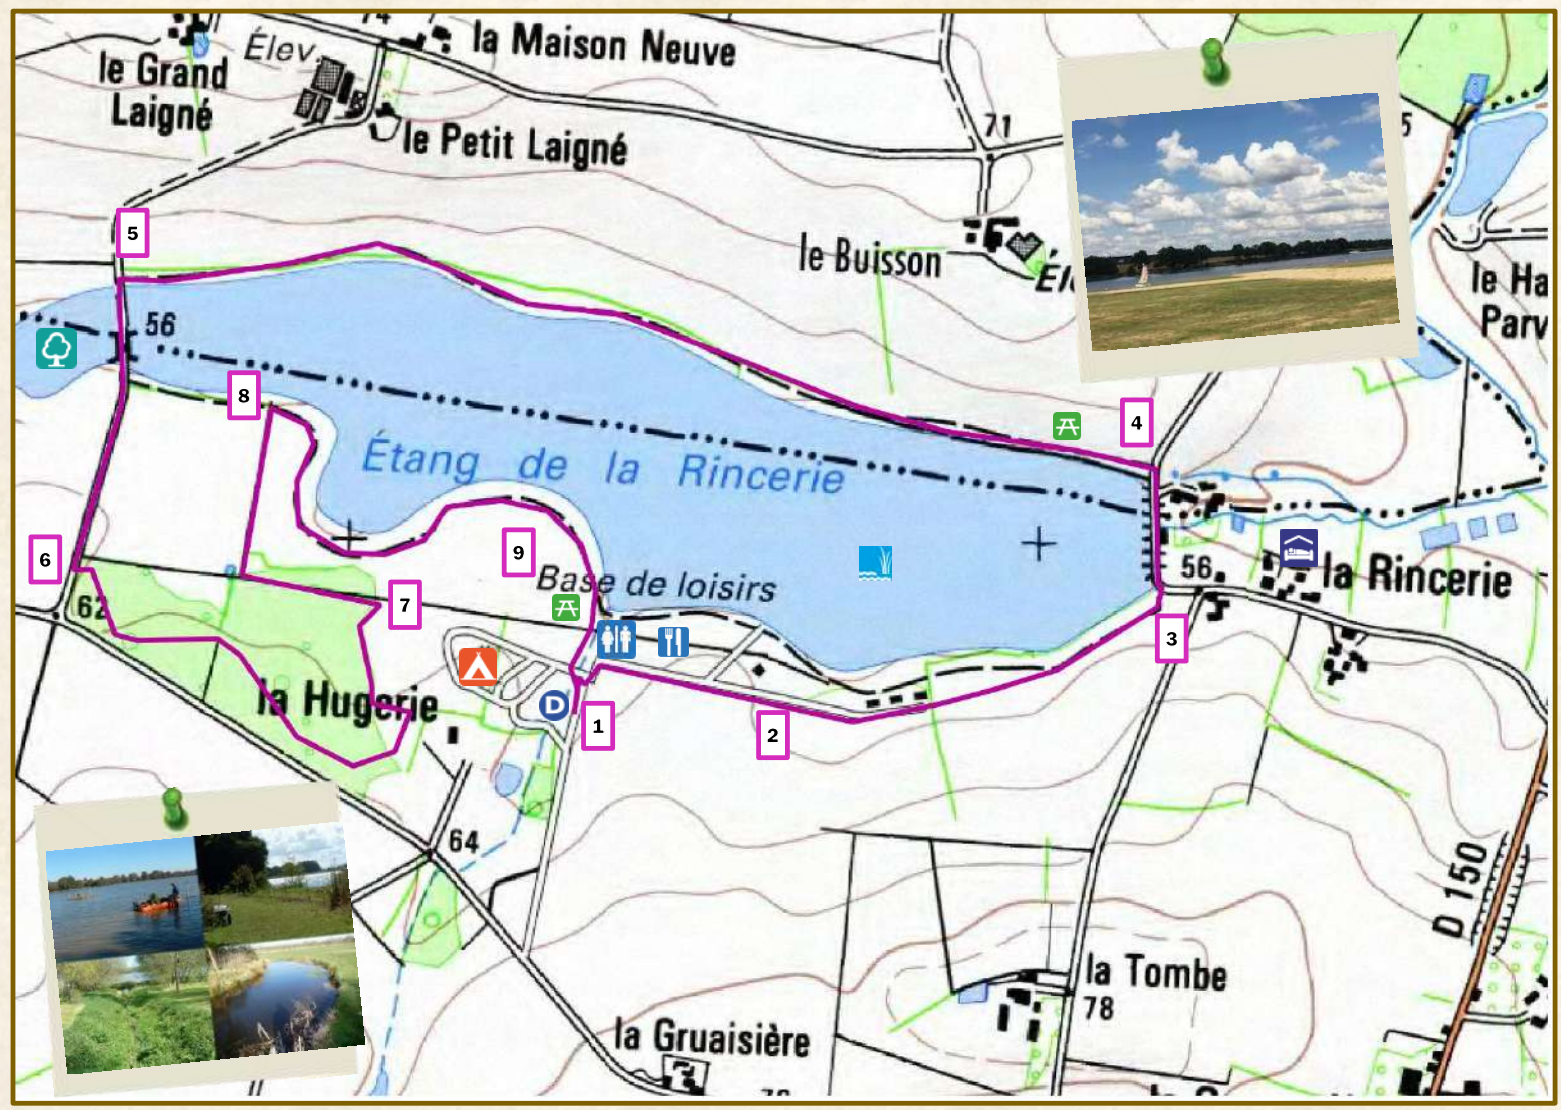 74
la Maison Neuve
Élev.
le Grand
Laigné
le Petit Laigné
71
5
5
le Buisson
le Ha
Parv
56
8
4
Étang de la Rincerie
6
9
Base de loisirs
56
la Rincerie
62
7
3
la Hugerie
D
1
2
64
D 150
la Tombe
78
la Gruaisière